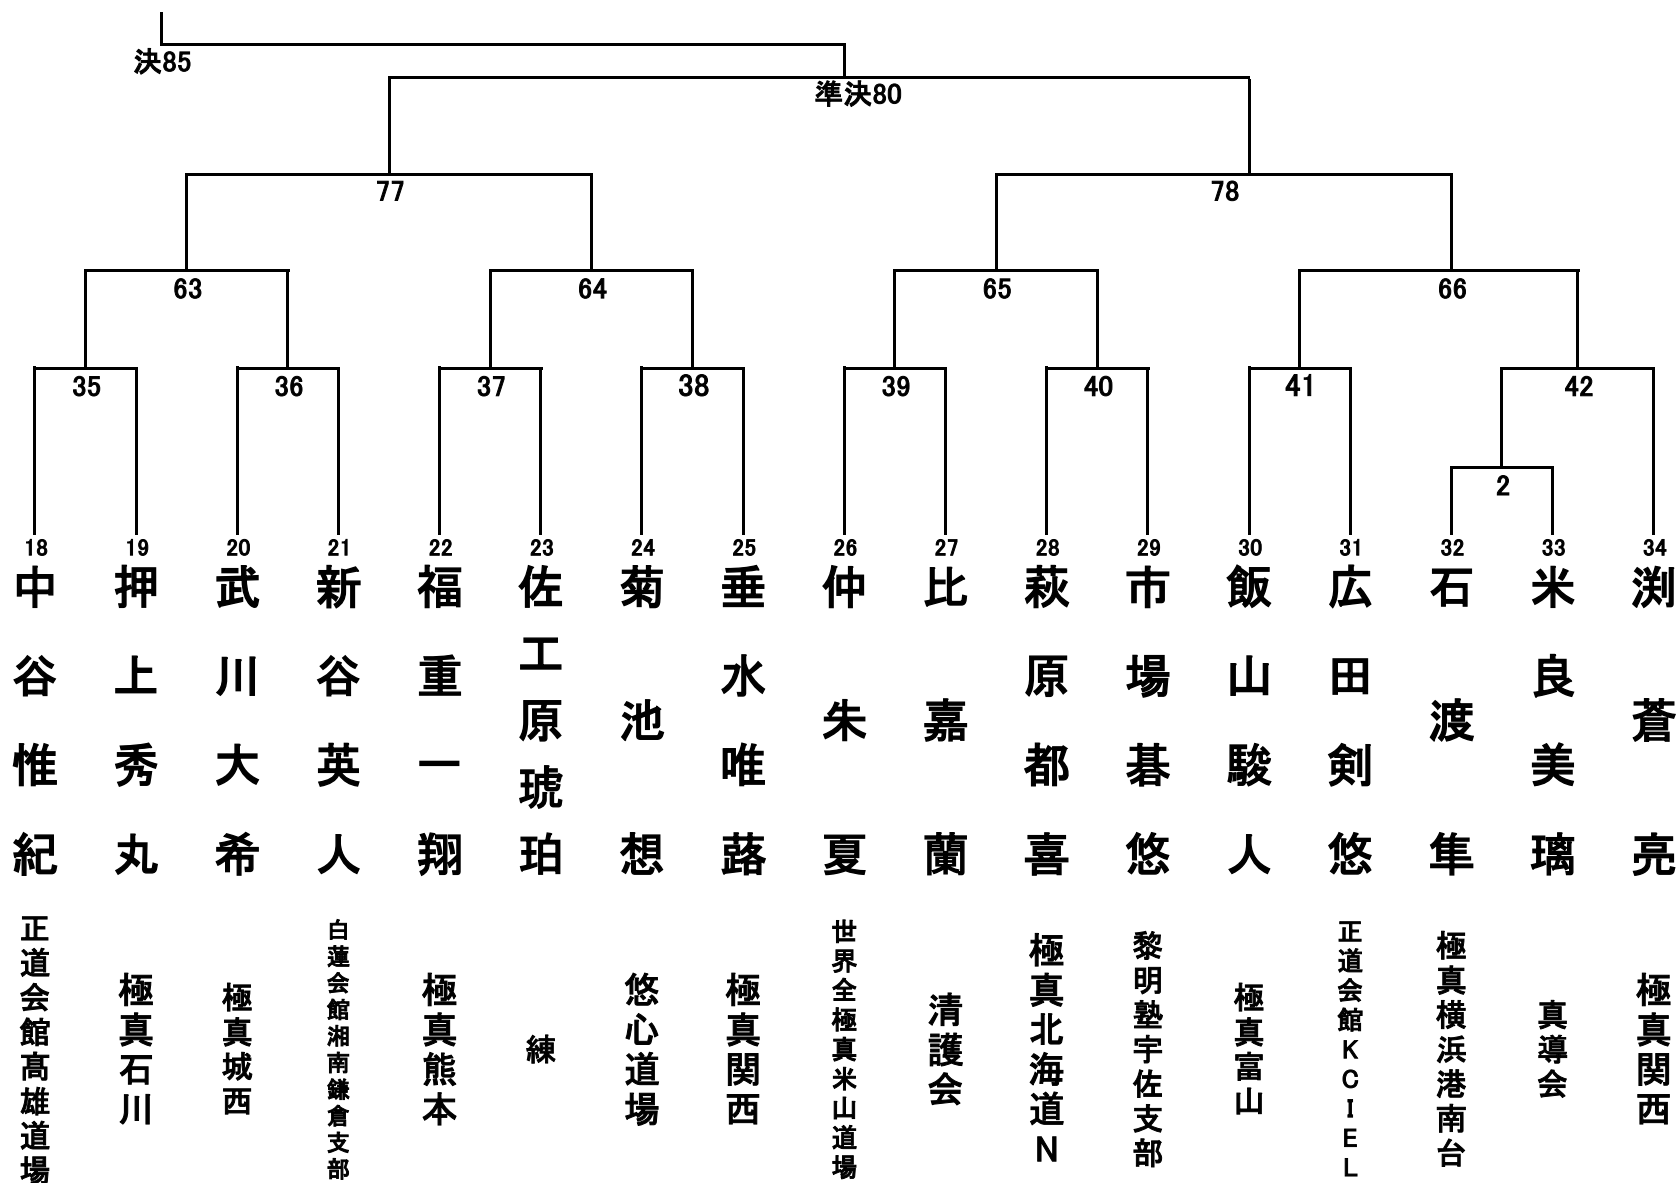 決85
準決80
77
78
63
64
65
66
35
36
37
38
39
40
41
42
2
18
19
20
21
22
23
24
25
26
27
28
29
30
31
32
33
34
中谷惟紀
押上秀丸
武川大希
新谷英人
福重一翔
佐工原琥珀
菊池想
垂水唯蕗
仲朱夏
比嘉蘭
萩原都喜
市場碁悠
飯山駿人
広田剣悠
石渡隼
米良美璃
渕蒼亮
正道会館髙雄道場
極真石川
極真城西
白蓮会館湘南鎌倉支部
極真熊本
練
悠心道場
極真関西
世界全極真米山道場
清護会
極真北海道N
黎明塾宇佐支部
極真富山
正道会館KCIEL
極真横浜港南台
真導会
極真関西